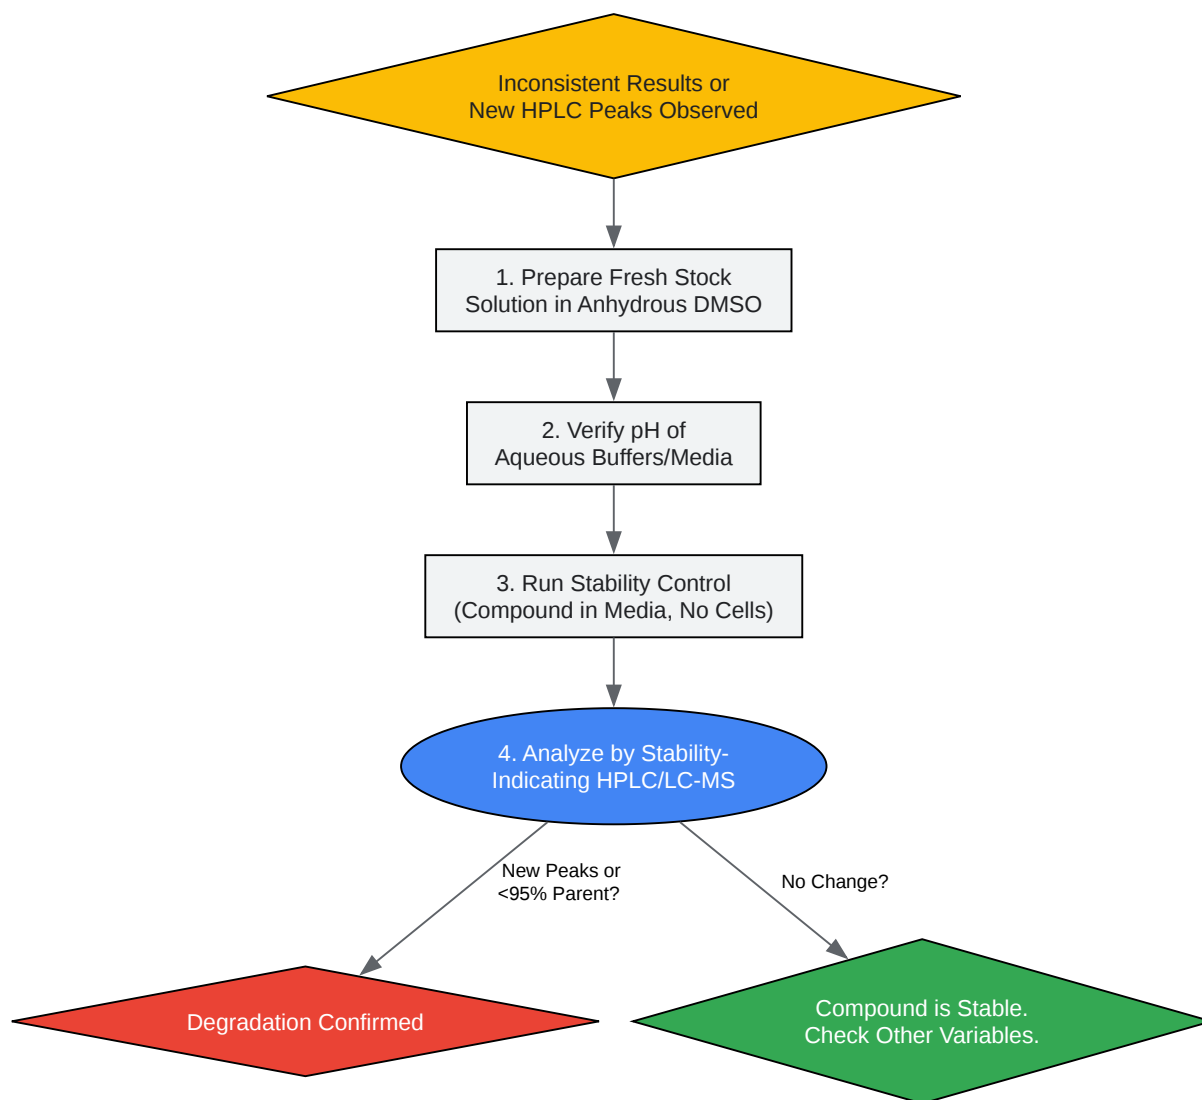 Inconsistent Results or
New HPLC Peaks Observed
1. Prepare Fresh Stock
Solution in Anhydrous DMSO
2. Verify pH of
Aqueous Buffers/Media
3. Run Stability Control
(Compound in Media, No Cells)
4. Analyze by Stability-
Indicating HPLC/LC-MS
New Peaks or
<95% Parent?
No Change?
Degradation Confirmed
Compound is Stable.
Check Other Variables.